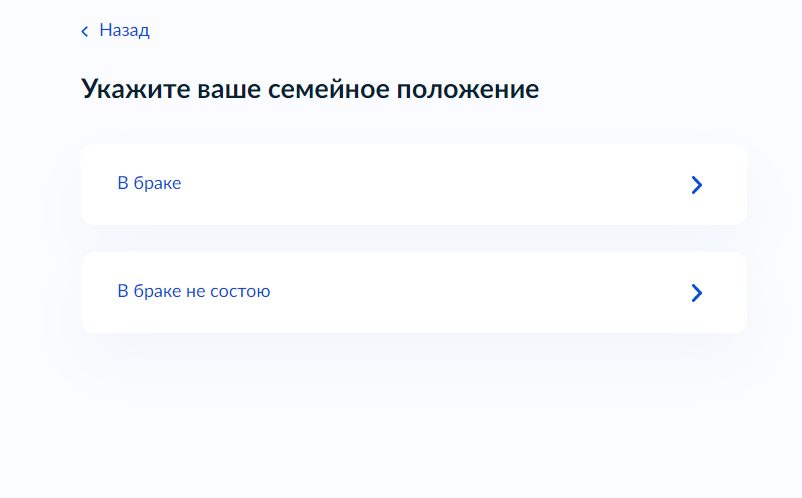 Назад
Укажите ваше семейное положение
В браке
В браке не состою